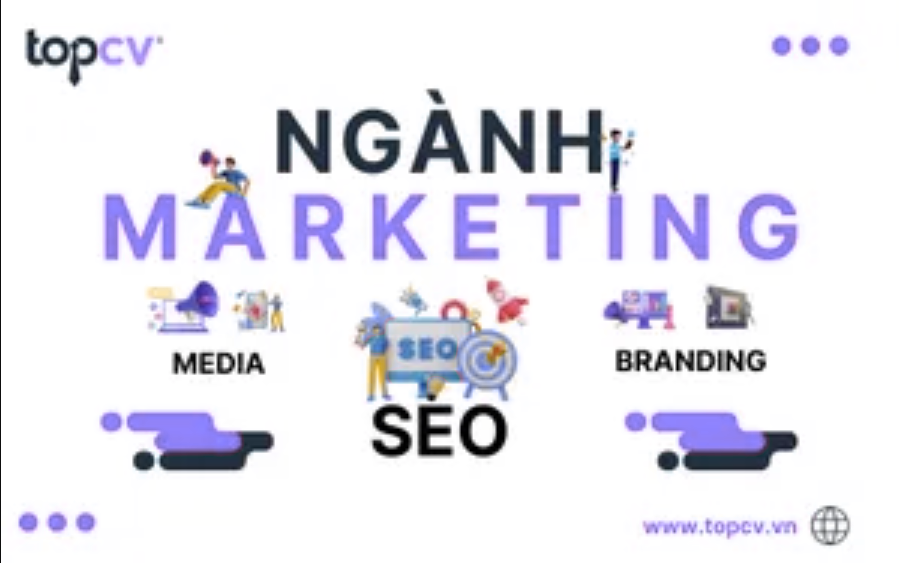 topcv
NGÀNH
MARKETING
SEO
MEDIA
SEO
BRANDING
www.topcv.vn